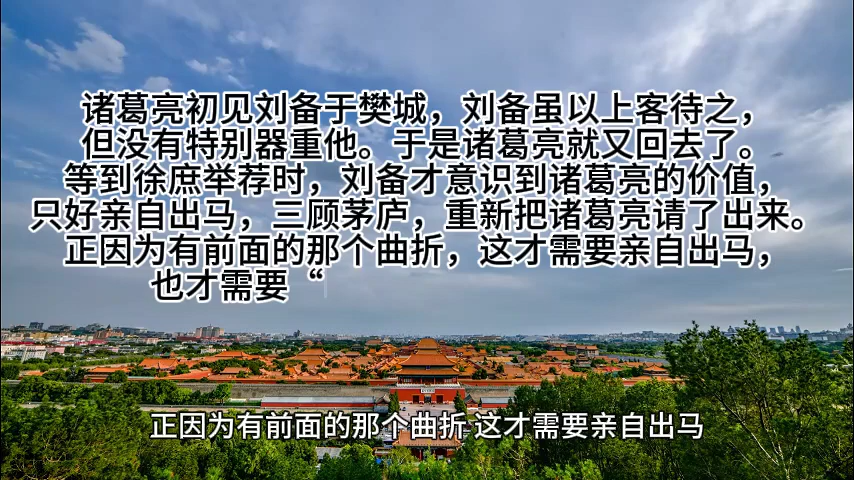 诸葛亮初见刘备于樊城，刘备虽以上客待之，
但没有特别器重他。于是诸葛亮就又回去了。
等到徐庶举荐时，刘备才意识到诸葛亮的价值，
只好亲自出马，三顾茅庐，重新把诸葛亮请了出来。
正因为有前面的那个曲折，这才需要亲自出马，
也才需要“
正因为有前面的那个曲折 这才需要亲自出马